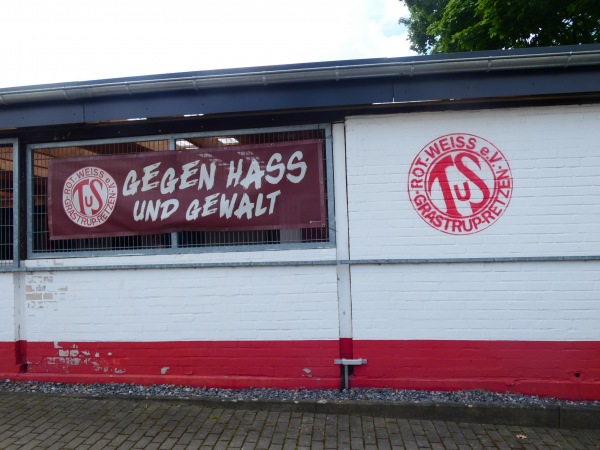 ROT-WEISS e.V.
TuS
GRASTRUP-RETZEN
GEGEN HASS
UND GEWALT
ROT-WEISS e.V.
TuS
GRASTRUP-RETZEN